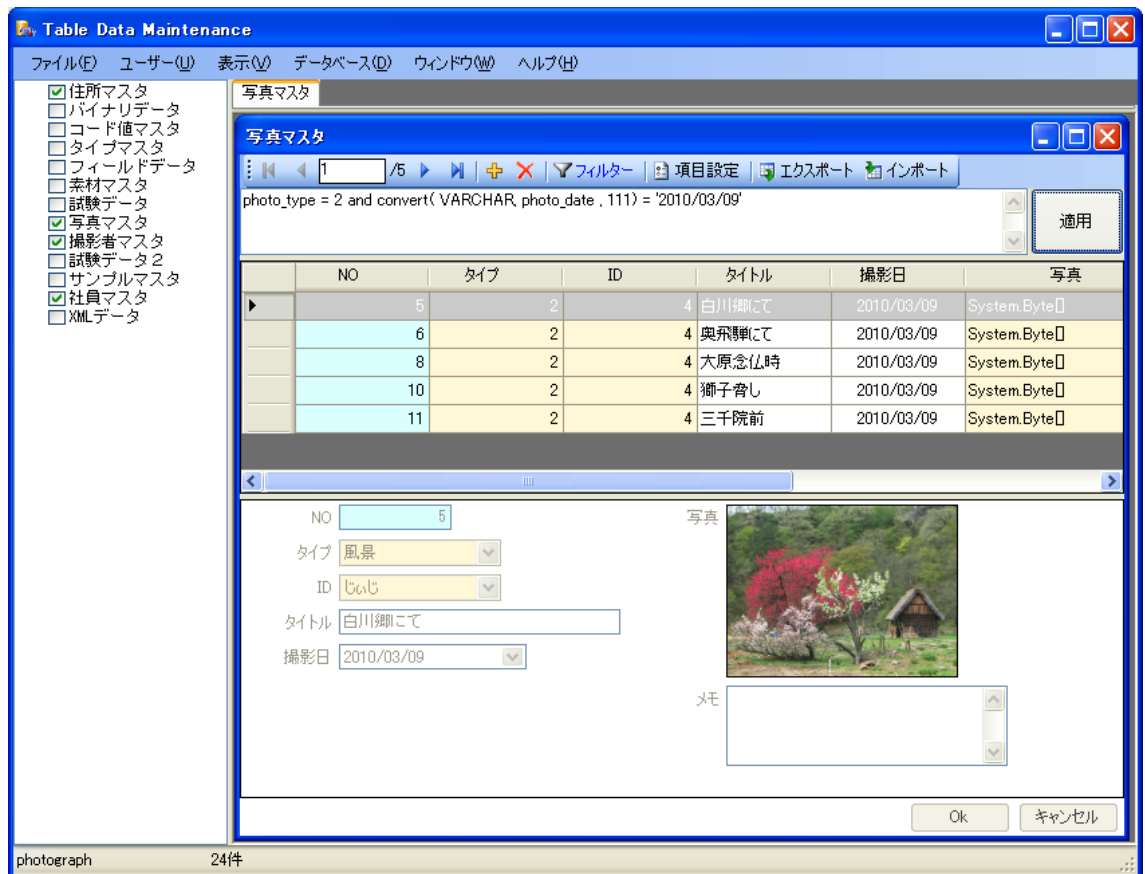 Table Data Maintenance
ファイル(F) ユーザー(U) 表示(V) データベース(D) ウィンドウ(W) ヘルプ(H)
住所マスタ
バイナリデータ
コード値マスタ
タイプマスタ
フィールドデータ
素材マスタ
試験データ
写真マスタ
撮影者マスタ
試験データ２
サンプルマスタ
社員マスタ
XMLデータ
写真マスタ
写真マスタ
1 /5 フィルター 項目設定 エクスポート インポート
photo_type = 2 and convert( VARCHAR, photo_date , 111) = '2010/03/09'
適用
NO タイプ ID タイトル 撮影日 写真
5 2 4 白川郷にて 2010/03/09 System.Byte[]
6 2 4 奥飛騨にて 2010/03/09 System.Byte[]
8 2 4 大原念仏時 2010/03/09 System.Byte[]
10 2 4 獅子脅し 2010/03/09 System.Byte[]
11 2 4 三千院前 2010/03/09 System.Byte[]
NO 5
タイプ 風景
ID じぃじ
タイトル 白川郷にて
撮影日 2010/03/09
写真
メモ
Ok キャンセル
photograph 24件